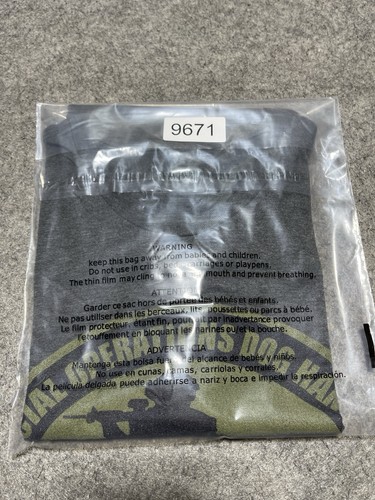 9671
WARNING
keep this bag away from babies and children.
Do not use in cribs, beds, carriages or playpens.
The thin film may cling to nose and mouth and prevent breathing.
ATTENTION
Garder ce sac hors de portée des bébés et enfants.
Ne pas utiliser dans les berceaux, lits, poussettes ou parcs à bébé.
Le film protecteur, étant fin, pourrait par inadvertance provoquer
l'etouffement en bloquant les narines ou/et la bouche.
ADVERTENCIA
Mantenga esta bolsa fuera del alcance de bebés y niños.
No use en cunas, camas, carriolas y corrales.
La película delgada puede adherirse a nariz y boca e impedir la respiración.